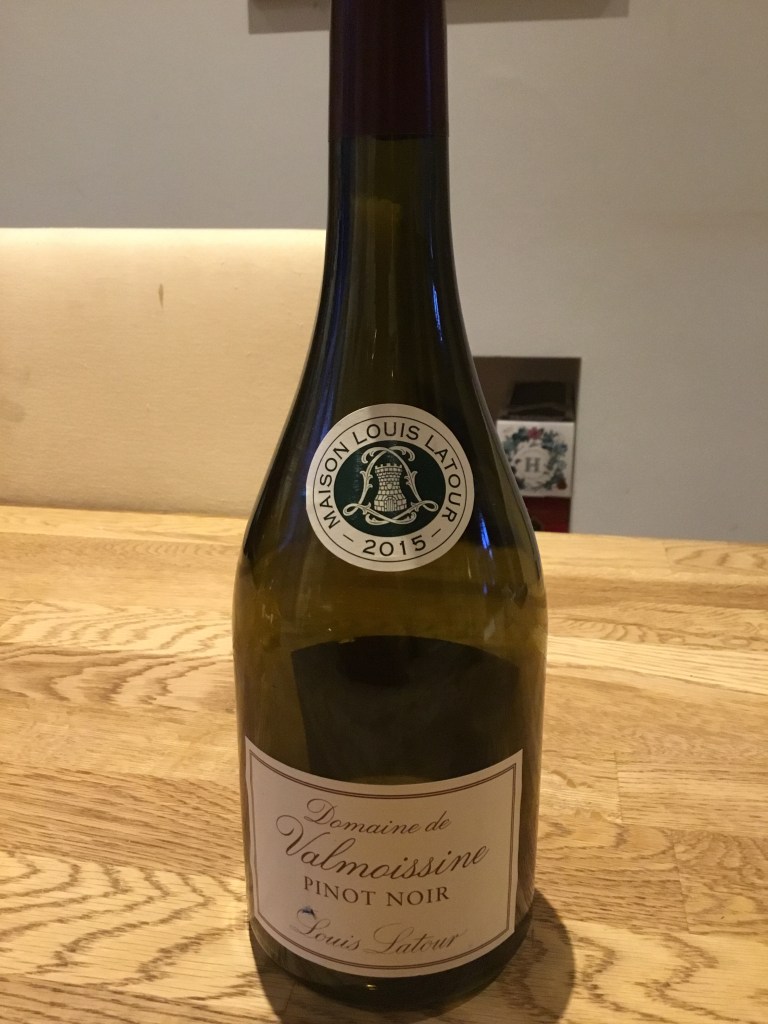 MAISON LOUIS LATOUR
– 2015 –
Domaine de
Valmoissine
PINOT NOIR
Louis Latour
H